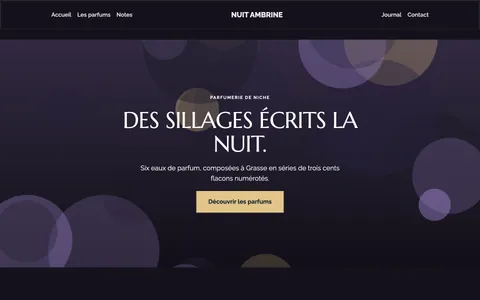 Accueil Les parfums Notes NUIT AMBRINE Journal Contact
PARFUMERIE DE NICHE
DES SILLAGES ÉCRITS LA
NUIT.
Six eaux de parfum, composées à Grasse en séries de trois cents
flacons numérotés.
Découvrir les parfums